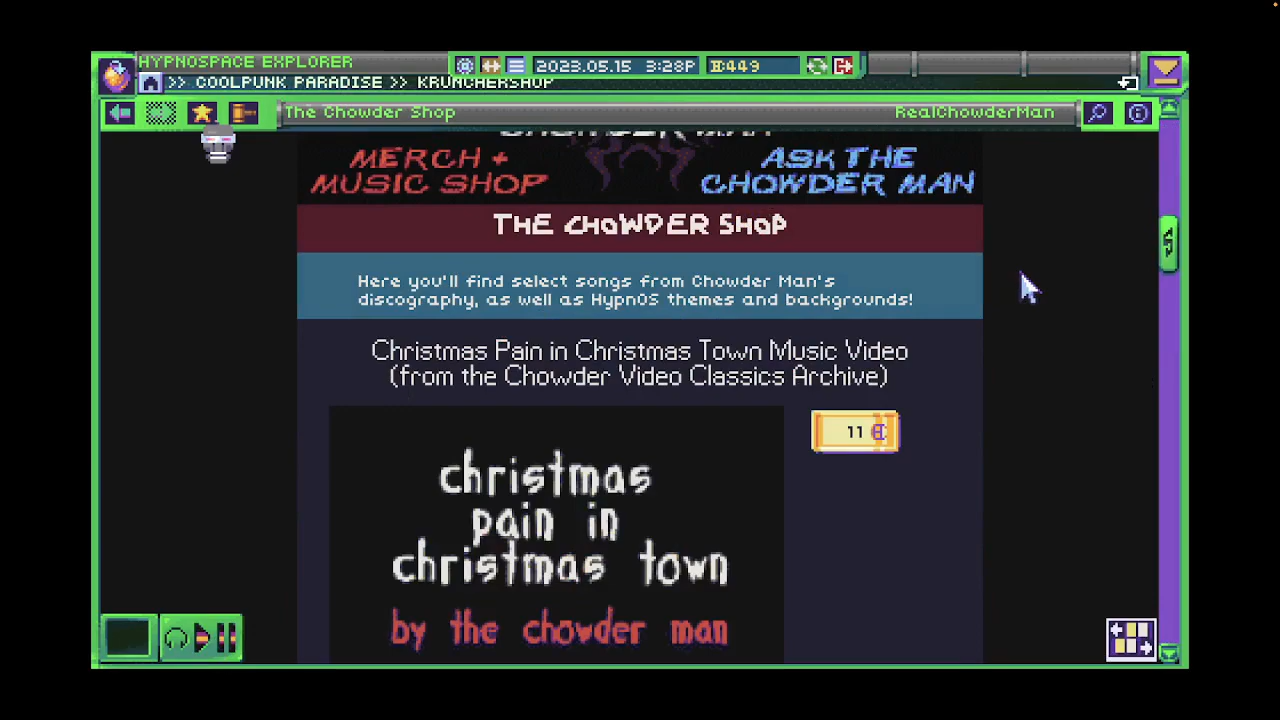 HYPNOSPACE EXPLORER
2023.05.15 3:28P
449
>> COOLPUNK PARADISE >> KRUNCHERSHOP
The Chowder Shop
RealChowderMan
CHOWDER MAN
MERCH +
MUSIC SHOP
ASK THE
CHOWDER MAN
THE CHOWDER SHOP
Here you'll find select songs from Chowder Man's
discography, as well as HypnOS themes and backgrounds!
Christmas Pain in Christmas Town Music Video
(from the Chowder Video Classics Archive)
11
christmas
pain in
christmas town
by the chowder man